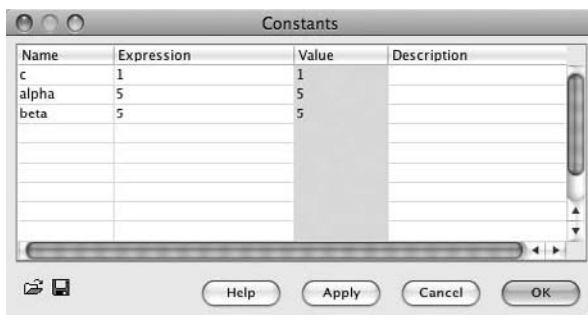 Constants
Name Expression Value Description
c 1 1
alpha 5 5
beta 5 5
Help Apply Cancel OK